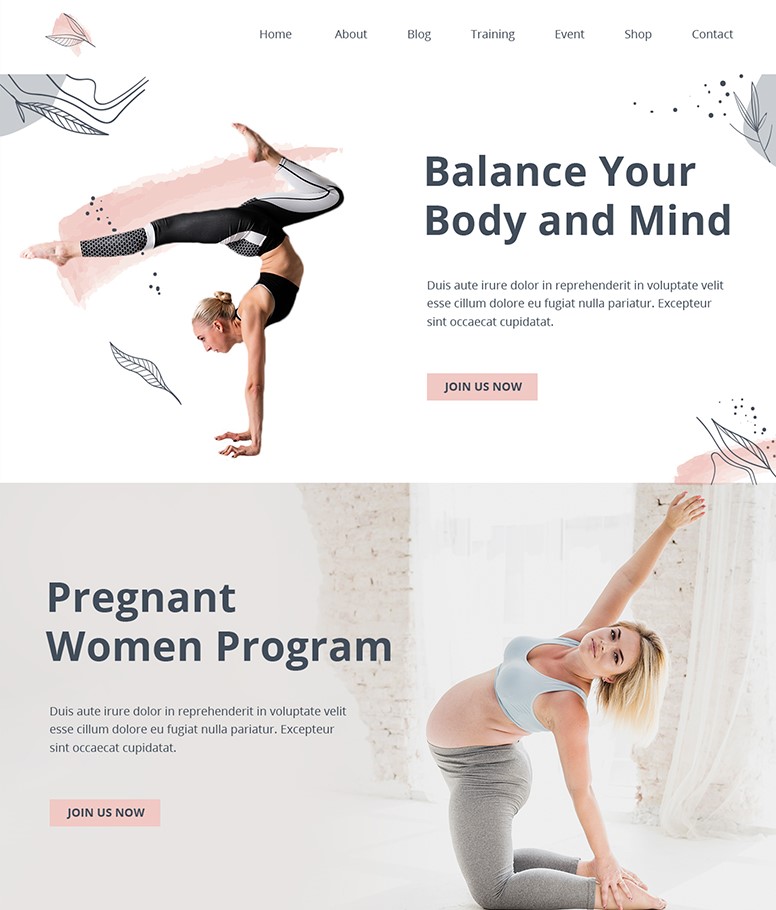 Home About Blog Training Event Shop Contact
Balance Your
Body and Mind
Duis aute irure dolor in reprehenderit in voluptate velit
esse cillum dolore eu fugiat nulla pariatur. Excepteur
sint occaecat cupidatat.
JOIN US NOW
Pregnant
Women Program
Duis aute irure dolor in reprehenderit in voluptate velit
esse cillum dolore eu fugiat nulla pariatur. Excepteur
sint occaecat cupidatat.
JOIN US NOW